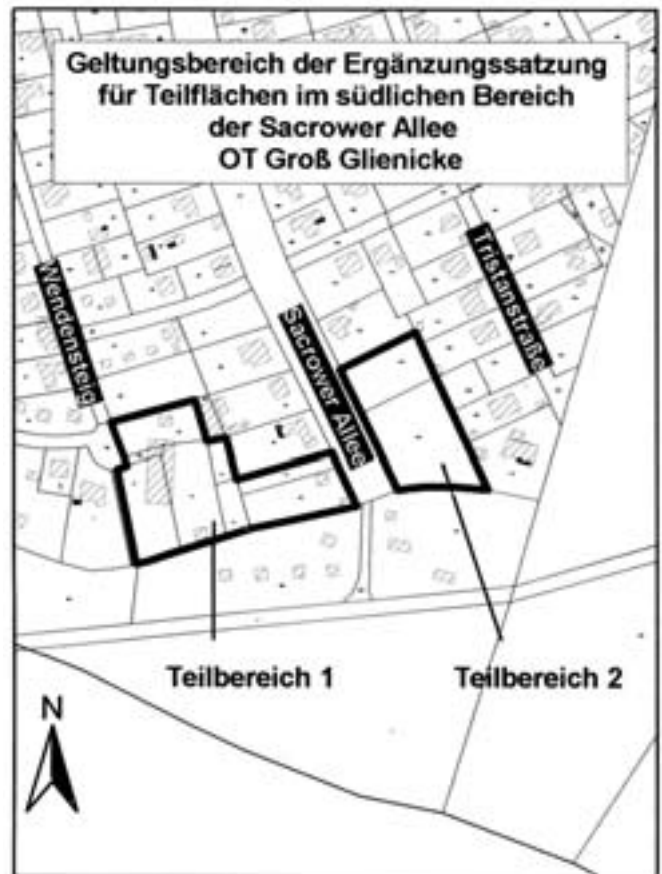 Geltungsbereich der Ergänzungssatzung
für Teilflächen im südlichen Bereich
der Sacrower Allee
OT Groß Glienicke
Wendensteig
Sacrower Allee
Tristanstraße
Teilbereich 1
Teilbereich 2
N